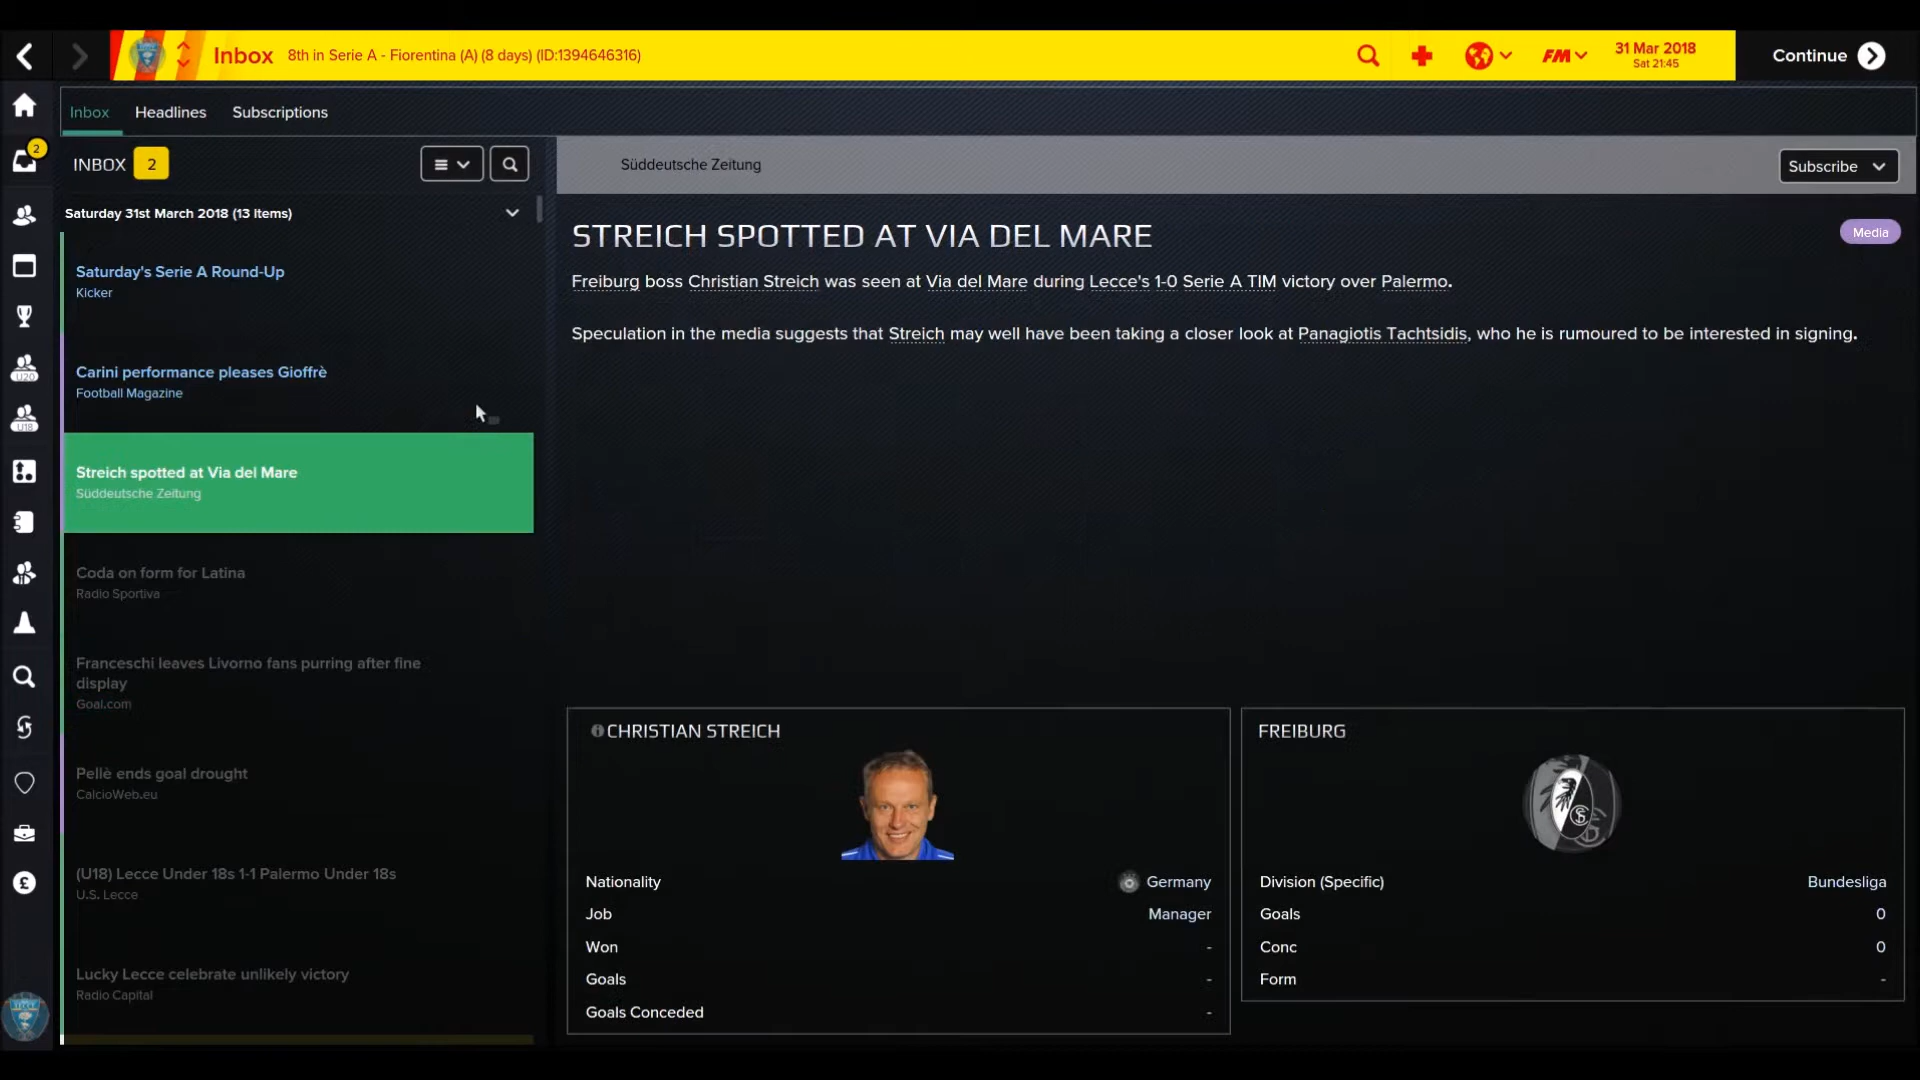 Inbox
8th in Serie A - Fiorentina (A) (8 days) (ID:1394646316)
FM
31 Mar 2018
Sat 21:45
Continue
Inbox
Headlines
Subscriptions
2
INBOX
2
Süddeutsche Zeitung
Subscribe
Saturday 31st March 2018 (13 items)
Saturday's Serie A Round-Up
Kicker
Carini performance pleases Gioffrè
Football Magazine
Streich spotted at Via del Mare
Süddeutsche Zeitung
Coda on form for Latina
Radio Sportiva
Franceschi leaves Livorno fans purring after fine
display
Goal.com
Pellè ends goal drought
CalcioWeb.eu
(U18) Lecce Under 18s 1-1 Palermo Under 18s
U.S. Lecce
Lucky Lecce celebrate unlikely victory
Radio Capital
U20
U18
STREICH SPOTTED AT VIA DEL MARE
Media
Freiburg boss Christian Streich was seen at Via del Mare during Lecce's 1-0 Serie A TIM victory over Palermo.
Speculation in the media suggests that Streich may well have been taking a closer look at Panagiotis Tachtsidis, who he is rumoured to be interested in signing.
CHRISTIAN STREICH
Nationality Germany
Job Manager
Won -
Goals -
Goals Conceded -
FREIBURG
Division (Specific) Bundesliga
Goals 0
Conc 0
Form -